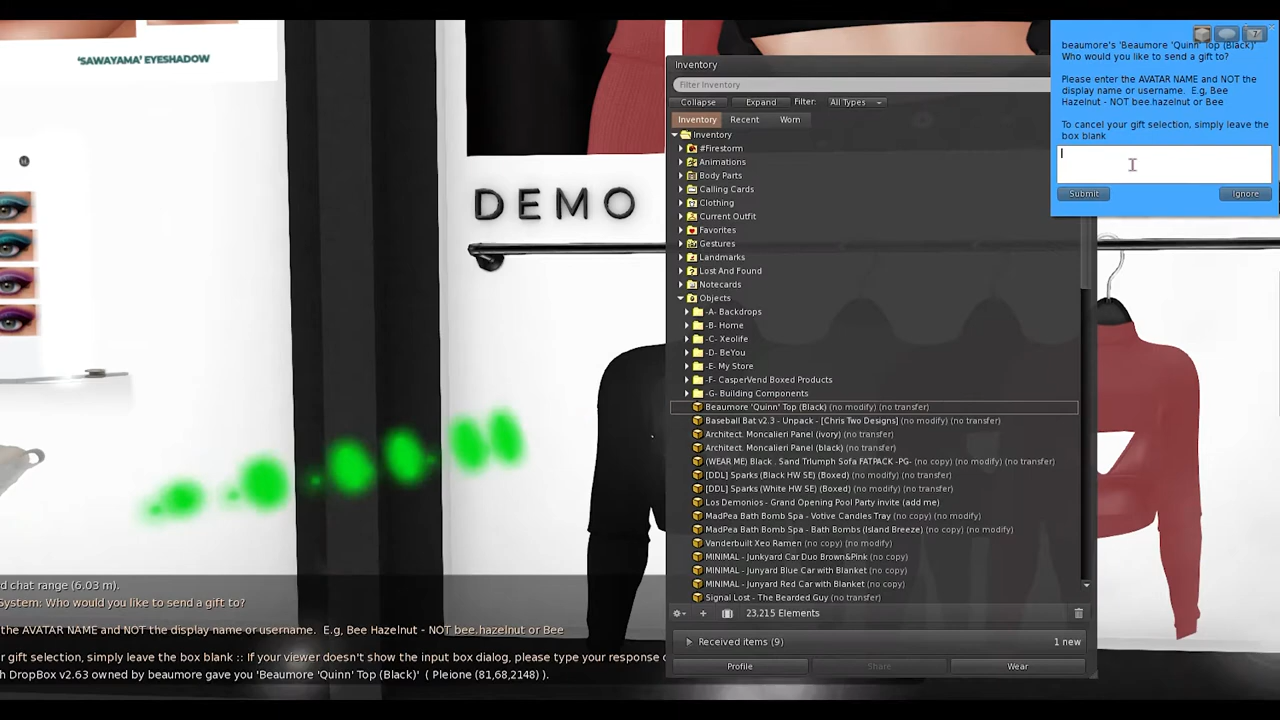 'SAWAYAMA' EYESHADOW
DEMO
Inventory
Filter Inventory
Collapse Expand Filter: All Types
Inventory Recent Worn
Inventory
#Firestorm
Animations
Body Parts
Calling Cards
Clothing
Current Outfit
Favorites
Gestures
Landmarks
Lost And Found
Notecards
Objects
-A- Backdrops
-B- Home
-C- Xeolife
-D- BeYou
-E- My Store
-F- CasperVend Boxed Products
-G- Building Components
Beaumore 'Quinn' Top (Black) (no modify) (no transfer)
Baseball Bat v2.3 - Unpack - [Chris Two Designs] (no modify) (no transfer)
Architect. Moncalieri Panel (ivory) (no transfer)
Architect. Moncalieri Panel (black) (no transfer)
(WEAR ME) Black . Sand Triumph Sofa FATPACK -PG- (no copy) (no modify) (no transfer)
[DDL] Sparks (Black HW SE) (Boxed) (no transfer)
[DDL] Sparks (White HW SE) (Boxed) (no transfer)
Los Demonios - Grand Opening Pool Party invite (add me)
MadPea Bath Bomb Spa - Votive Candles Tray (no copy) (no modify)
MadPea Bath Bomb Spa - Bath Bombs (Island Breeze) (no copy) (no modify)
Vanderbuilt Xeo Ramen (no copy) (no modify)
MINIMAL - Junkyard Car Duo Brown&Pink (no copy)
MINIMAL - Junyard Blue Car with Blanket (no copy)
MINIMAL - Junyard Red Car with Blanket (no copy)
Signal Lost - The Bearded Guy (no transfer)
23,215 Elements
Received items (9) 1 new
Profile Share Wear
7
beaumore's 'Beaumore 'Quinn' Top (Black)'
Who would you like to send a gift to?
Please enter the AVATAR NAME and NOT the
display name or username. E.g, Bee
Hazelnut - NOT bee.hazelnut or Bee
To cancel your gift selection, simply leave the
box blank
Submit Ignore
d chat range (6.03 m).
System: Who would you like to send a gift to?
the AVATAR NAME and NOT the display name or username. E.g, Bee Hazelnut - NOT bee.hazelnut or Bee
r gift selection, simply leave the box blank :: If your viewer doesn't show the input box dialog, please type your response
h DropBox v2.63 owned by beaumore gave you 'Beaumore 'Quinn' Top (Black)' ( Pleione (81,68,2148) ).